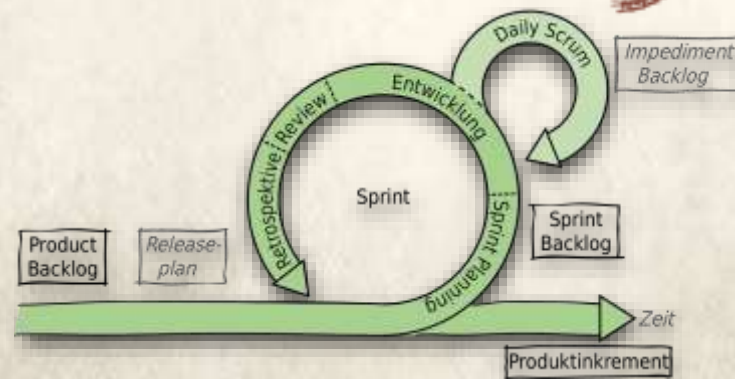 Daily Scrum
Impediment
Backlog
Entwicklung
Review
Retrospektive
Sprint
Sprint Planning
Sprint
Backlog
Product
Backlog
Release-
plan
Zeit
Produktinkrement